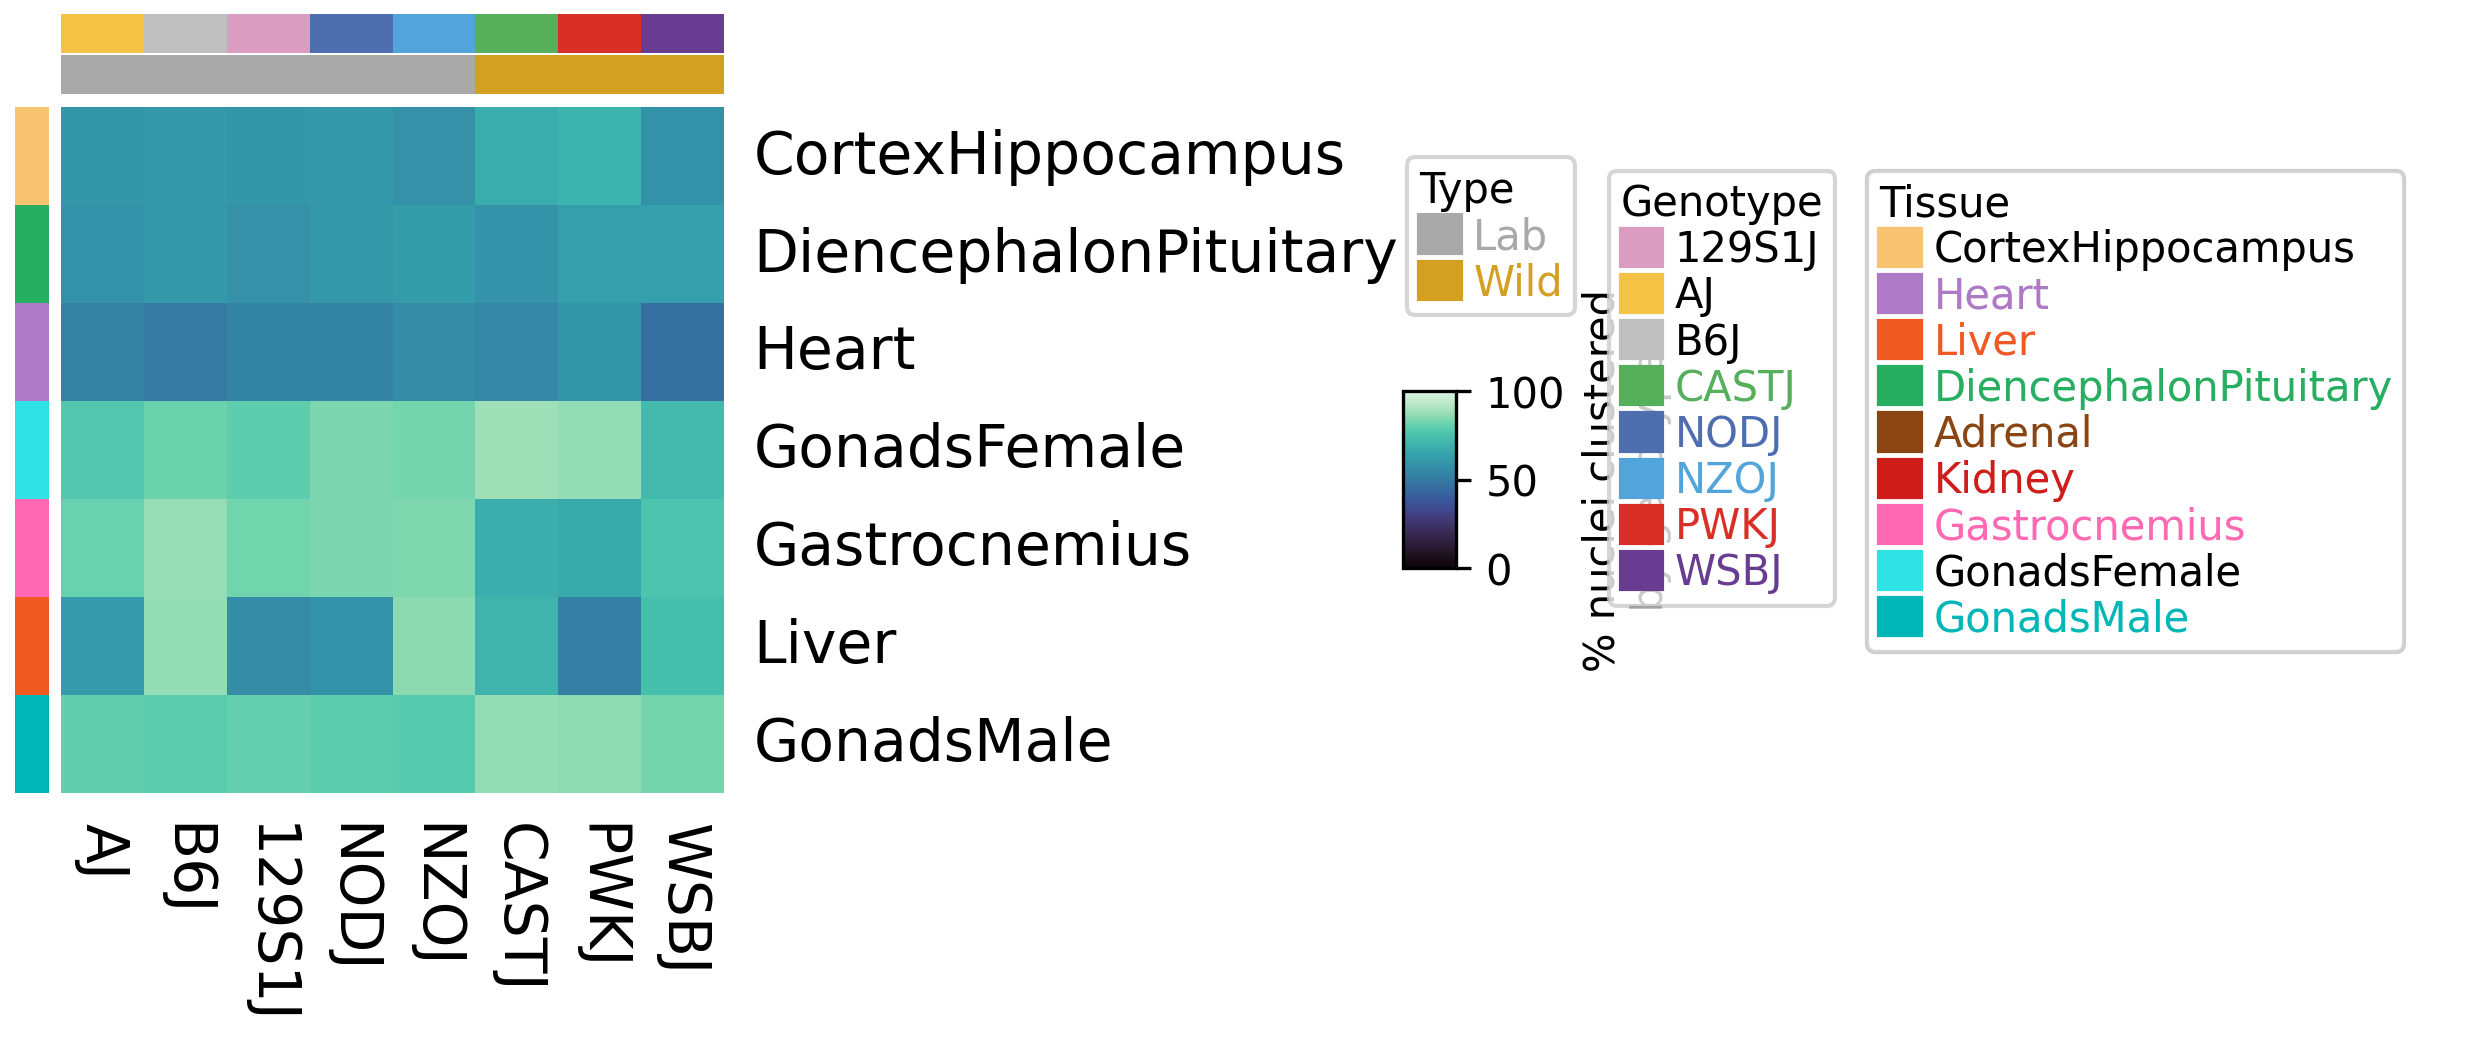 CortexHippocampus
DiencephalonPituitary
Heart
GonadsFemale
Gastrocnemius
Liver
GonadsMale
AJ
B6J
129S1J
NODJ
NZOJ
CASTJ
PWKJ
WSBJ
Type
Lab
Wild
100
50
0
% nuclei clustered
Genotype
129S1J
AJ
B6J
CASTJ
NODJ
NZOJ
PWKJ
WSBJ
Tissue
CortexHippocampus
Heart
Liver
DiencephalonPituitary
Adrenal
Kidney
Gastrocnemius
GonadsFemale
GonadsMale